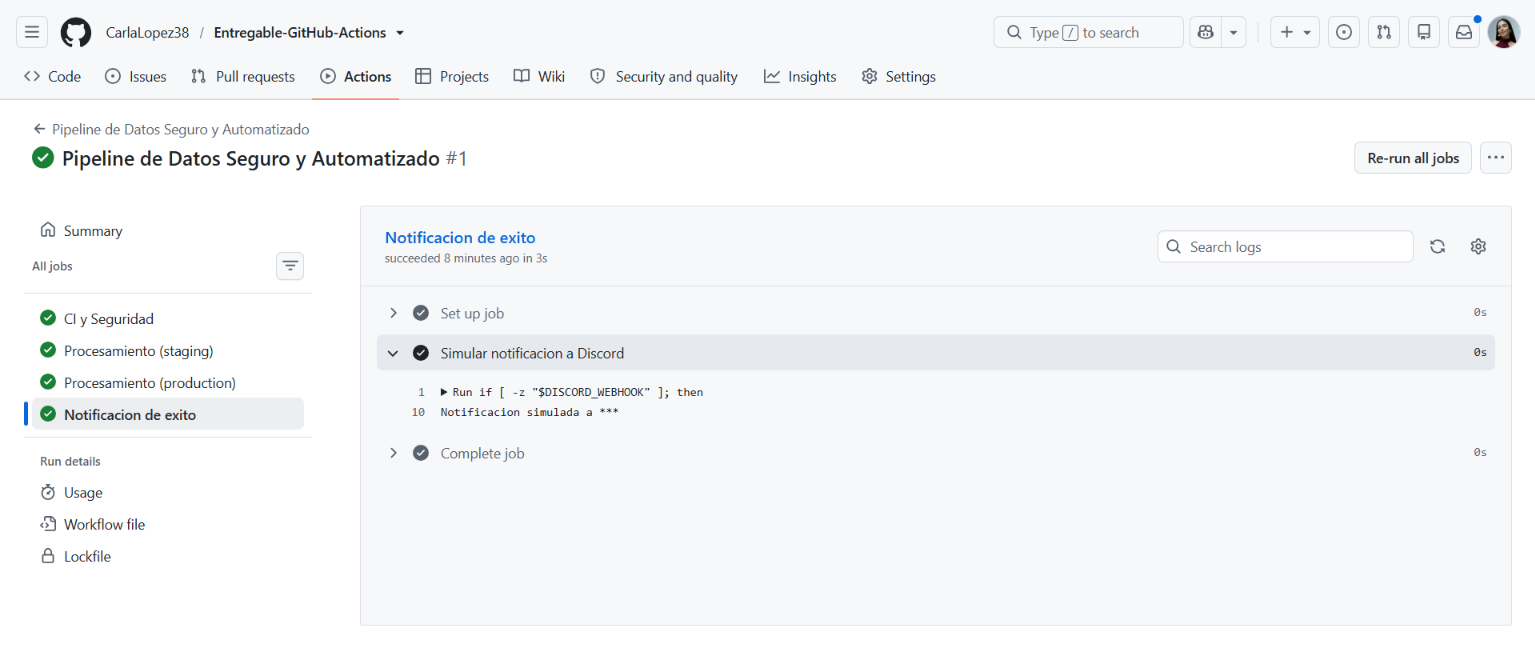 CarlaLopez38 / Entregable-GitHub-Actions
Type / to search
Code
Issues
Pull requests
Actions
Projects
Wiki
Security and quality
Insights
Settings
Pipeline de Datos Seguro y Automatizado
Pipeline de Datos Seguro y Automatizado #1
Re-run all jobs
Summary
All jobs
CI y Seguridad
Procesamiento (staging)
Procesamiento (production)
Notificacion de exito
Run details
Usage
Workflow file
Lockfile
Notificacion de exito
succeeded 8 minutes ago in 3s
Search logs
Set up job 0s
Simular notificacion a Discord 0s
1 Run if [ -z "$DISCORD_WEBHOOK" ]; then
10 Notificacion simulada a ***
Complete job 0s